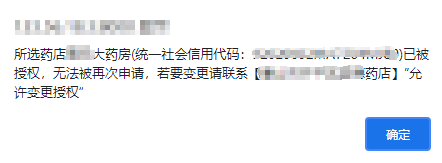 所选药店大药房(统一社会信用代码：)已被
授权，无法被再次申请，若要变更请联系【药店】“允
许变更授权”
确定